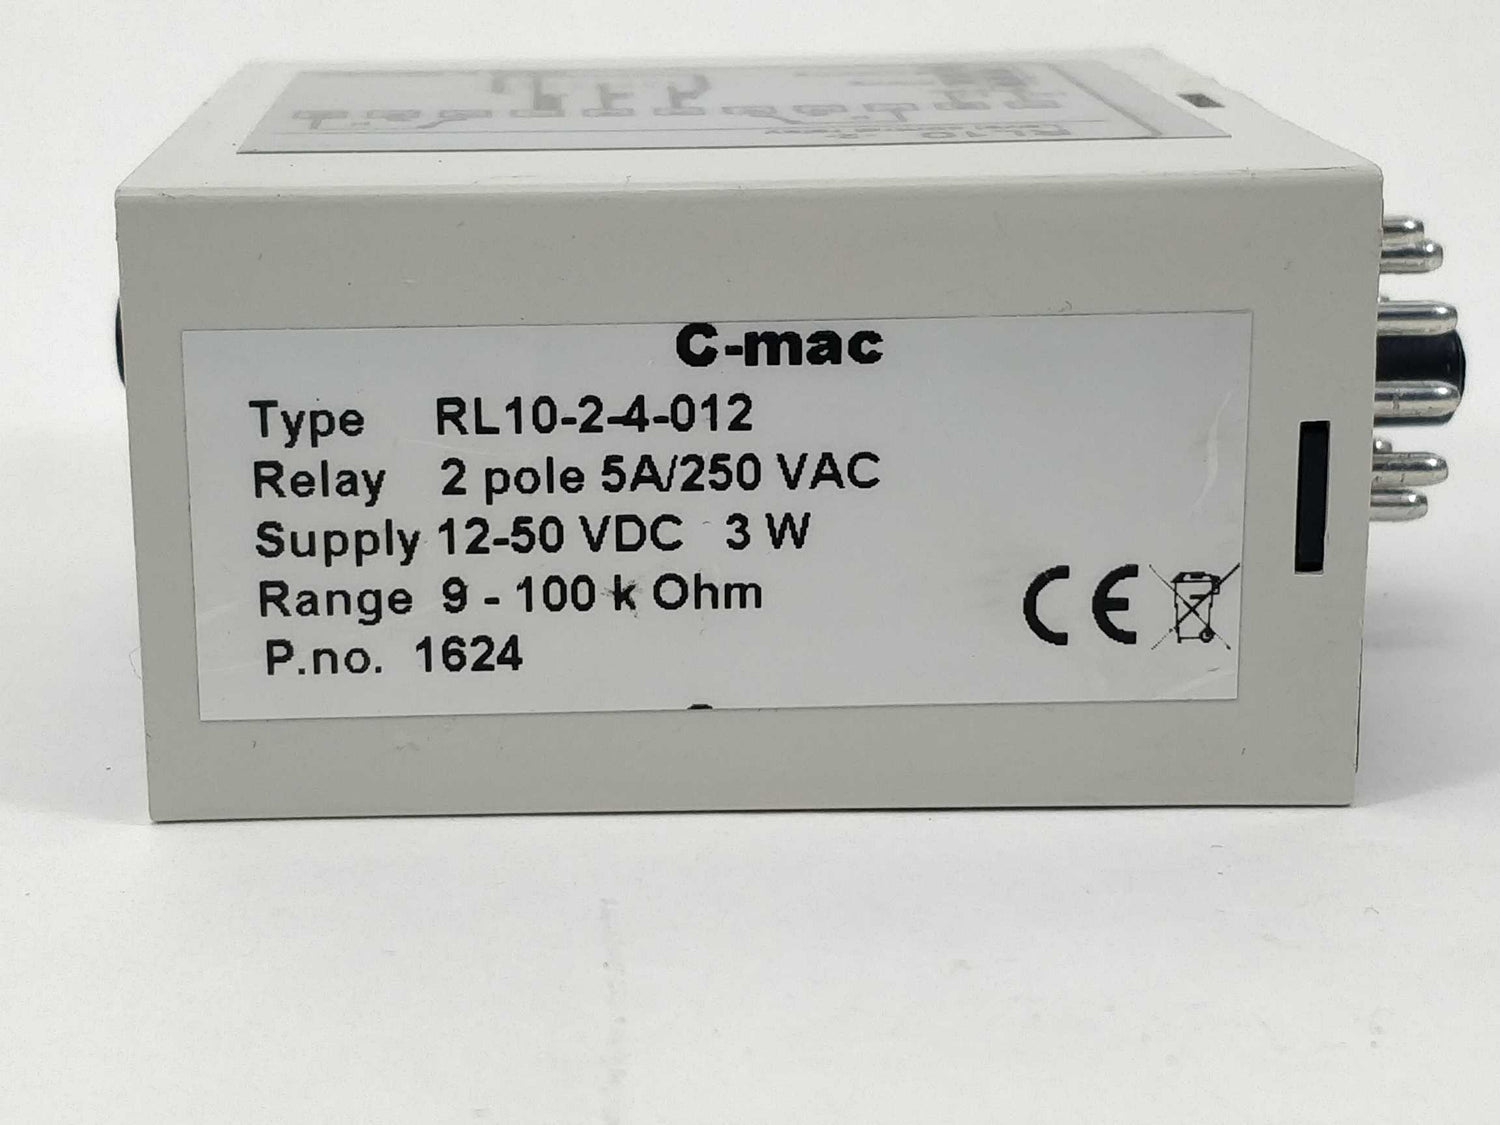 C-mac
Type RL10-2-4-012
Relay 2 pole 5A/250 VAC
Supply 12-50 VDC 3 W
Range 9 - 100 k Ohm
P.no. 1624
CE
RL10